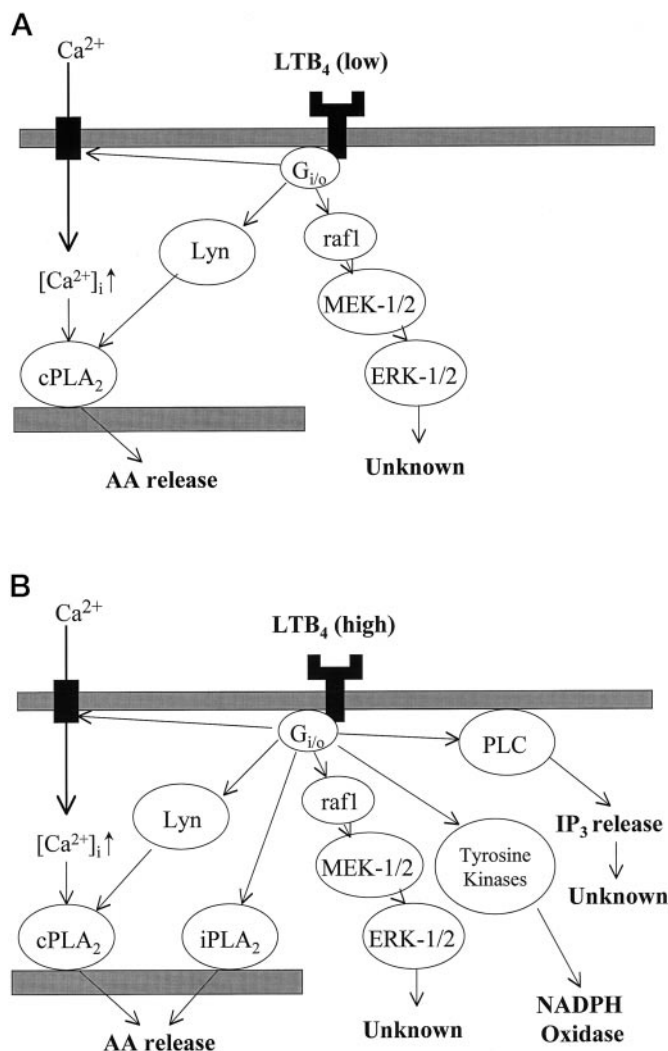 A
Ca²⁺
LTB₄ (low)
Gᵢ/ₒ
Lyn
raf1
[Ca²⁺]ᵢ↑
MEK-1/2
cPLA₂
ERK-1/2
AA release
Unknown
B
Ca²⁺
LTB₄ (high)
Gᵢ/ₒ
PLC
Lyn
raf1
IP₃ release
[Ca²⁺]ᵢ↑
MEK-1/2
Tyrosine
Kinases
Unknown
cPLA₂
iPLA₂
ERK-1/2
AA release
Unknown
NADPH
Oxidase